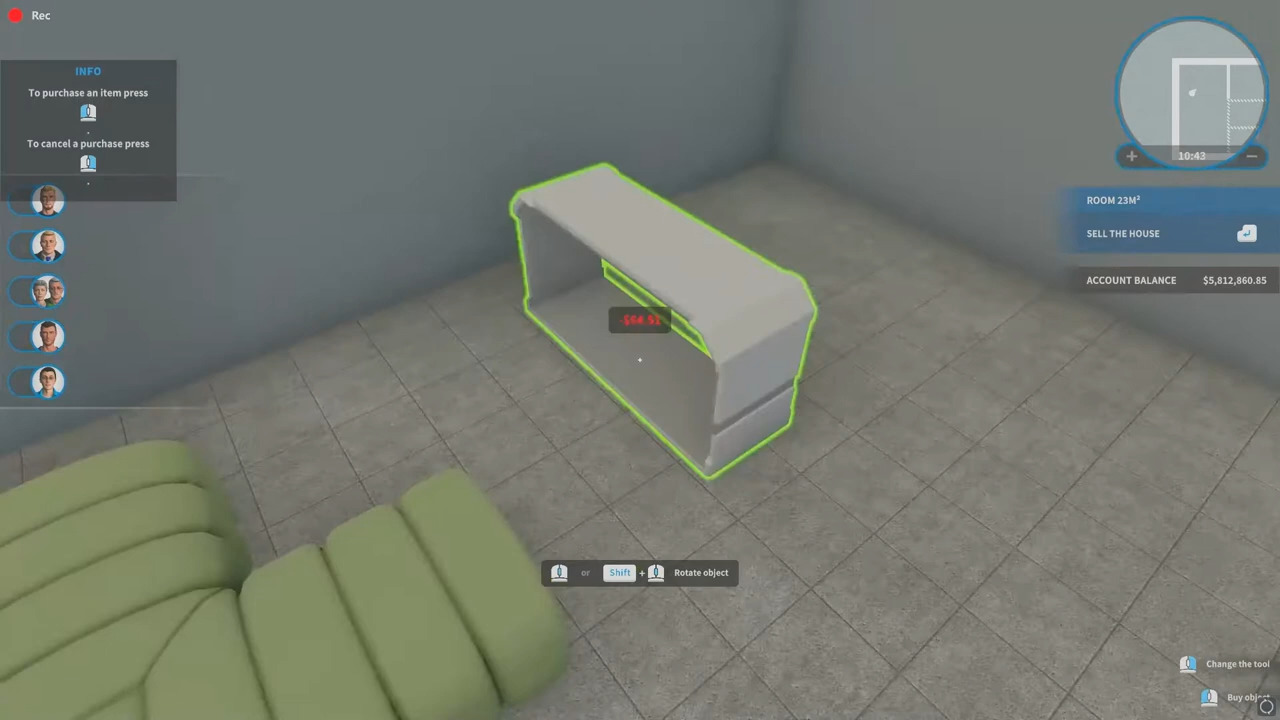 Rec
INFO
To purchase an item press
.
To cancel a purchase press
.
10:43
ROOM 23M²
SELL THE HOUSE
ACCOUNT BALANCE $5,812,860.85
or Shift + Rotate object
Change the tool
Buy object